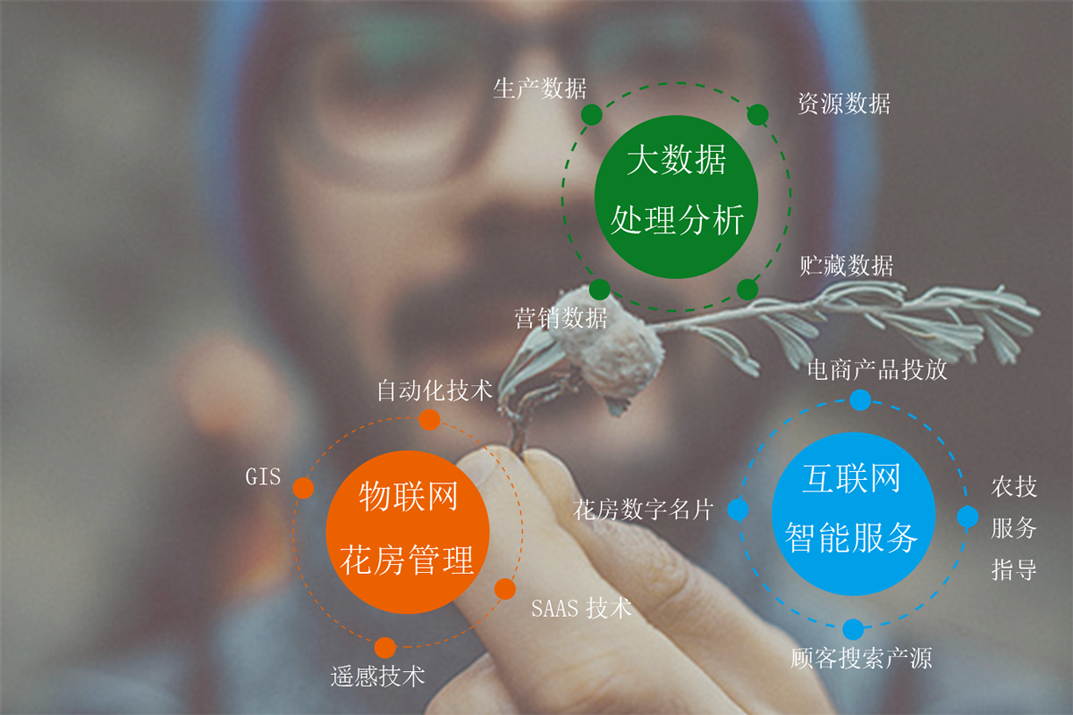 生产数据
资源数据
大数据
处理分析
贮藏数据
营销数据
自动化技术
GIS
物联网
花房管理
SAAS 技术
遥感技术
电商产品投放
互联网
智能服务
花房数字名片
农技
服务
指导
顾客搜索产源